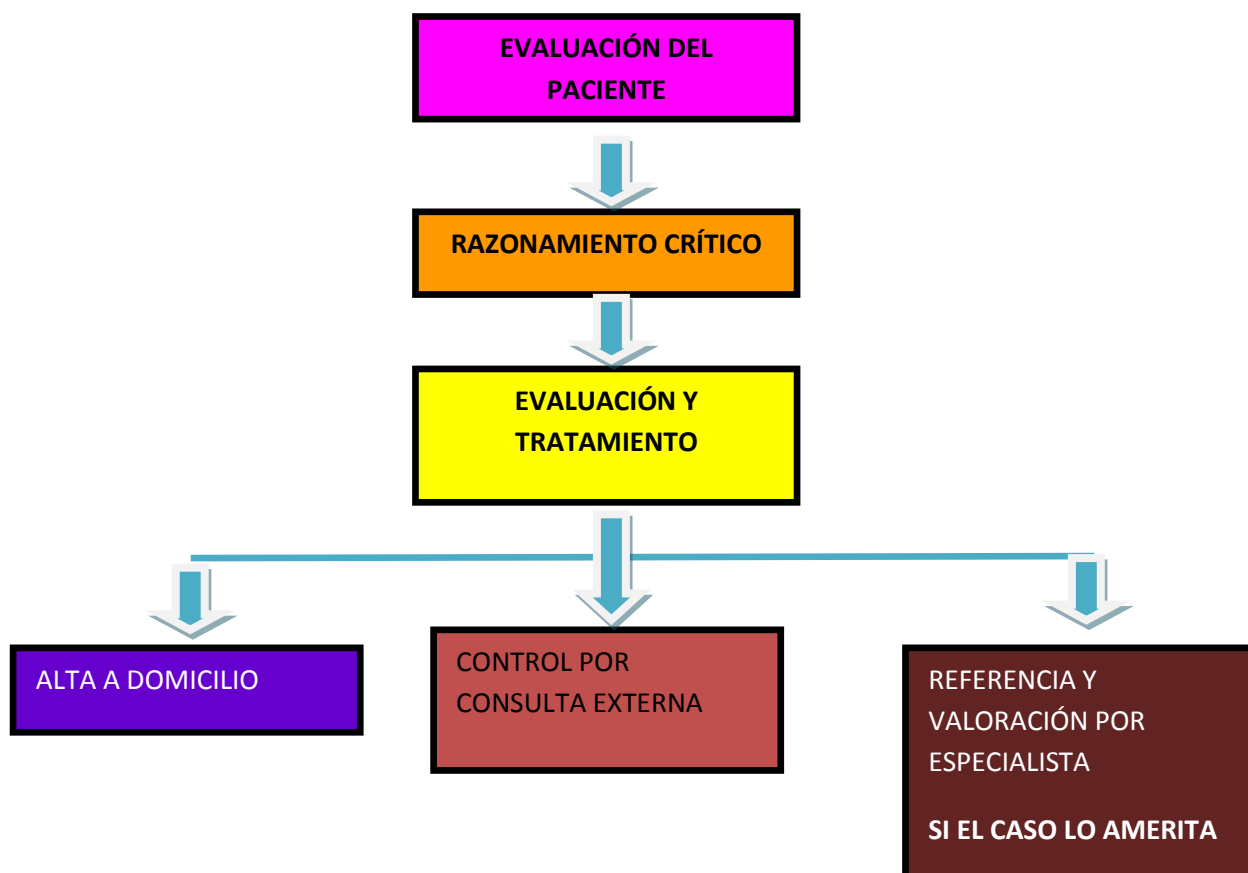 EVALUACIÓN DEL
PACIENTE
RAZONAMIENTO CRÍTICO
EVALUACIÓN Y
TRATAMIENTO
ALTA A DOMICILIO
CONTROL POR
CONSULTA EXTERNA
REFERENCIA Y
VALORACIÓN POR
ESPECIALISTA
SI EL CASO LO AMERITA